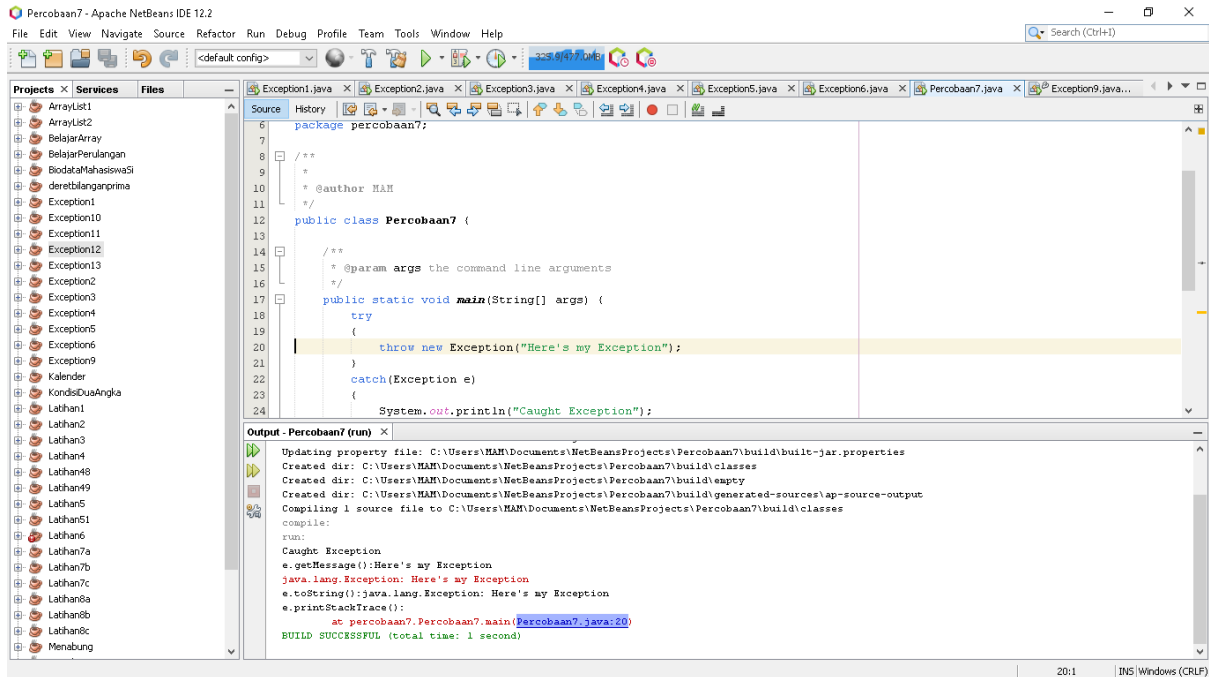 Percobaan7 - Apache NetBeans IDE 12.2
File Edit View Navigate Source Refactor Run Debug Profile Team Tools Window Help
Search (Ctrl+I)
<default config>
325.9/477.0MB
Projects Services Files
ArrayList1
ArrayList2
BelajarArray
BelajarPerulangan
BiodataMahasiswaSi
deretbilanganprima
Exception1
Exception10
Exception11
Exception12
Exception13
Exception2
Exception3
Exception4
Exception5
Exception6
Exception9
Kalender
KondisiDuaAngka
Latihan1
Latihan2
Latihan3
Latihan4
Latihan48
Latihan49
Latihan5
Latihan51
Latihan6
Latihan7a
Latihan7b
Latihan7c
Latihan8a
Latihan8b
Latihan8c
Menabung
Exception1.java Exception2.java Exception3.java Exception4.java Exception5.java Exception6.java Percobaan7.java Exception9.java...
Source History
6 package percobaan7;
7
8 /**
9 *
10 * @author MAM
11 */
12 public class Percobaan7 {
13
14 /**
15 * @param args the command line arguments
16 */
17 public static void main(String[] args) {
18 try
19 {
20 throw new Exception("Here's my Exception");
21 }
22 catch(Exception e)
23 {
24 System.out.println("Caught Exception");
Output - Percobaan7 (run)
Updating property file: C:\Users\MAM\Documents\NetBeansProjects\Percobaan7\build\built-jar.properties
Created dir: C:\Users\MAM\Documents\NetBeansProjects\Percobaan7\build\classes
Created dir: C:\Users\MAM\Documents\NetBeansProjects\Percobaan7\build\empty
Created dir: C:\Users\MAM\Documents\NetBeansProjects\Percobaan7\build\generated-sources\ap-source-output
Compiling 1 source file to C:\Users\MAM\Documents\NetBeansProjects\Percobaan7\build\classes
compile:
run:
Caught Exception
e.getMessage():Here's my Exception
java.lang.Exception: Here's my Exception
e.toString():java.lang.Exception: Here's my Exception
e.printStackTrace():
at percobaan7.Percobaan7.main(Percobaan7.java:20)
BUILD SUCCESSFUL (total time: 1 second)
20:1 INS Windows (CRLF)